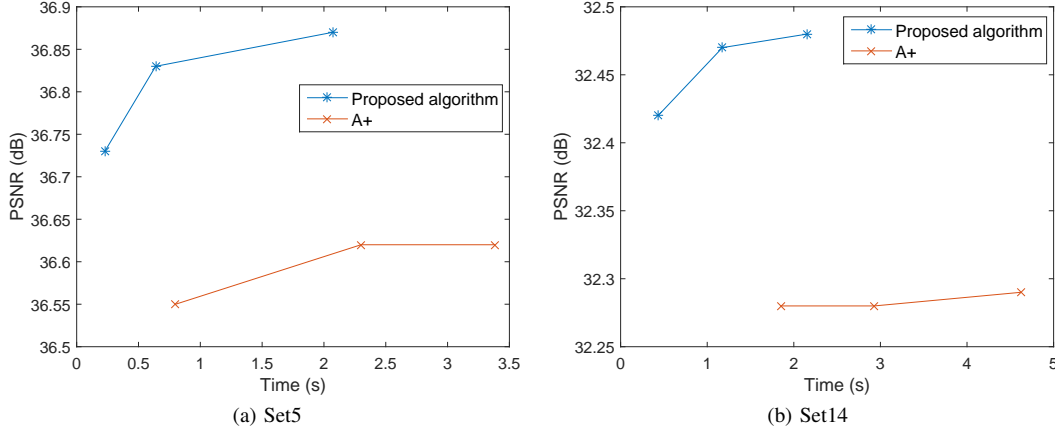 36.9
36.85
36.8
36.75
36.7
36.65
36.6
36.55
36.5
PSNR (dB)
Proposed algorithm
A+
0 0.5 1 1.5 2 2.5 3 3.5
Time (s)
(a) Set5
32.5
32.45
32.4
32.35
32.3
32.25
PSNR (dB)
Proposed algorithm
A+
0 1 2 3 4 5
Time (s)
(b) Set14